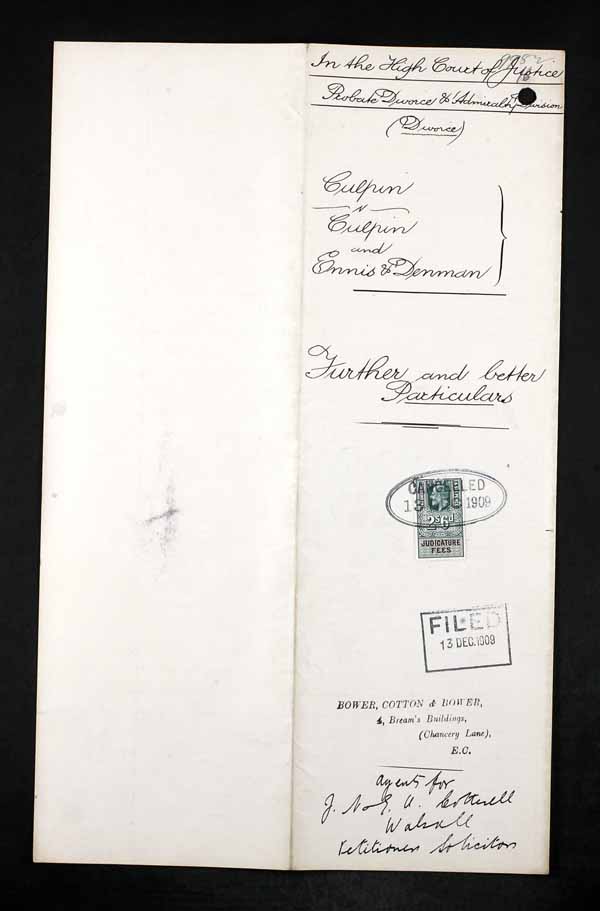 In the High Court of Justice
Probate Divorce & Admiralty Division
(Divorce)
Culpin
v
Culpin
and
Ennis & Denman
Further and better
Particulars
CANCELLED
13 DEC 1909
2s6d
JUDICATURE
FEES
FILED
13 DEC.1909
BOWER, COTTON & BOWER,
4, Bream's Buildings,
(Chancery Lane),
E.C.
Agents for
J. N & E. A. Cotterell
Walsall
Petitioners Solicitors